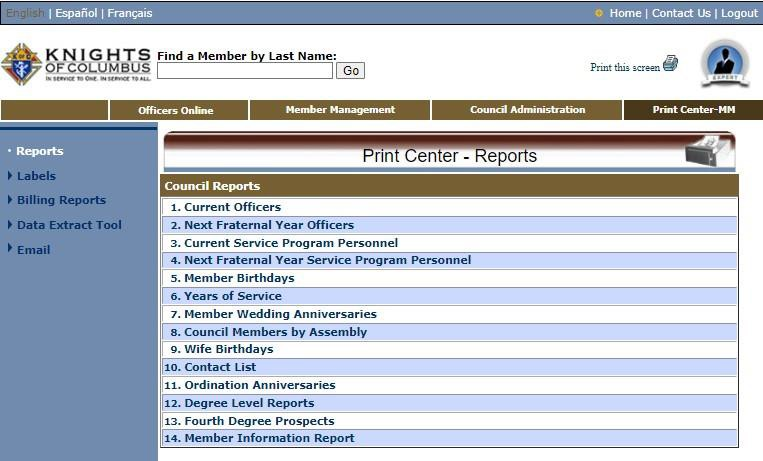 English | Español | Français
Home | Contact Us | Logout
KNIGHTS
OF COLUMBUS
IN SERVICE TO ONE. IN SERVICE TO ALL.
Find a Member by Last Name:
Go
Print this screen
EXPERT
Officers Online
Member Management
Council Administration
Print Center-MM
Reports
Labels
Billing Reports
Data Extract Tool
Email
Print Center - Reports
Council Reports
1. Current Officers
2. Next Fraternal Year Officers
3. Current Service Program Personnel
4. Next Fraternal Year Service Program Personnel
5. Member Birthdays
6. Years of Service
7. Member Wedding Anniversaries
8. Council Members by Assembly
9. Wife Birthdays
10. Contact List
11. Ordination Anniversaries
12. Degree Level Reports
13. Fourth Degree Prospects
14. Member Information Report